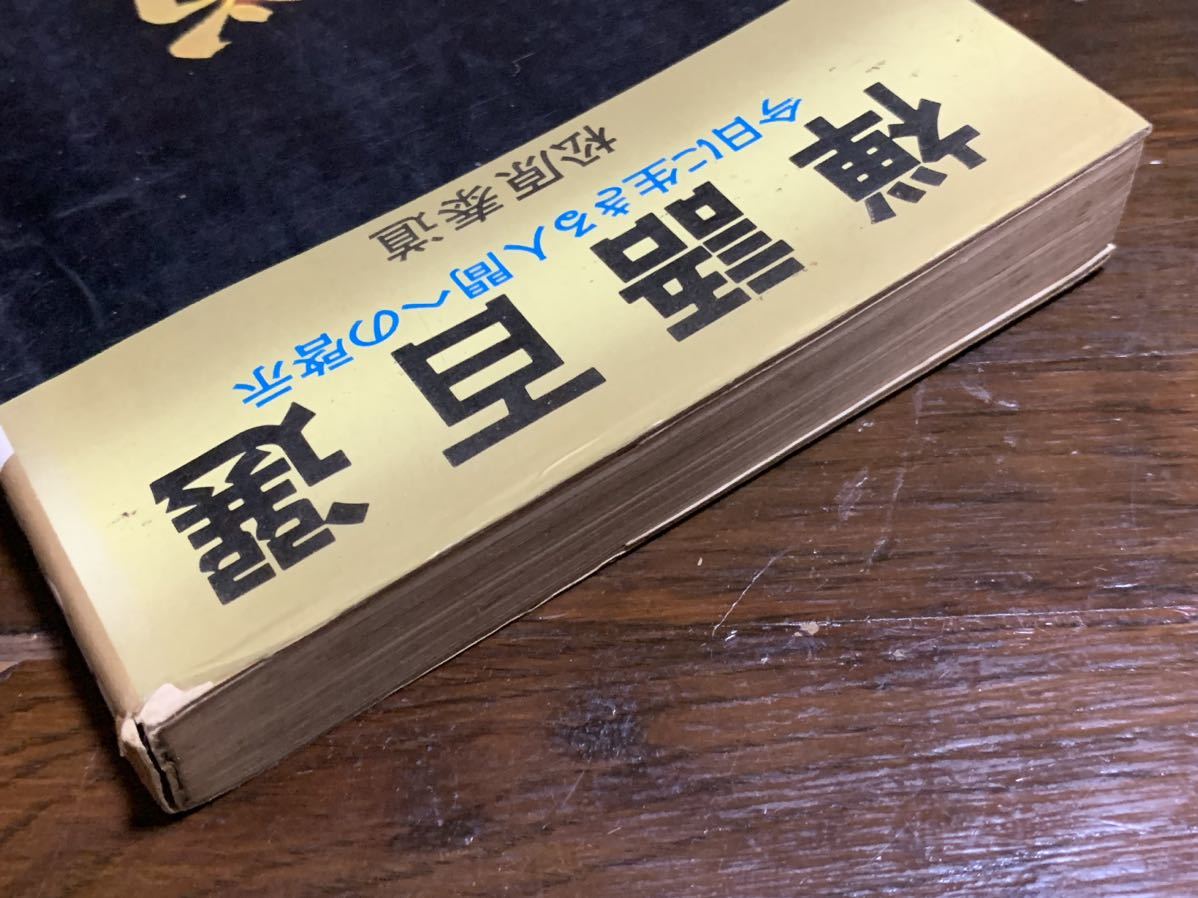 禅語百選
今日に生きる人間への啓示
松原泰道